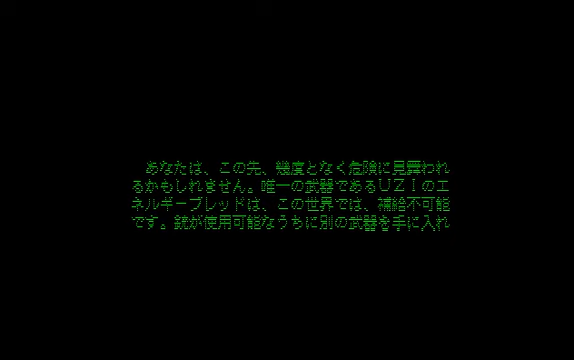 あなたは、この先、幾度となく危険に見舞われ
るかもしれません。唯一の武器であるＵＺＩのエ
ネルギーブレッドは、この世界では、補給不可能
です。銃が使用可能なうちに別の武器を手に入れ